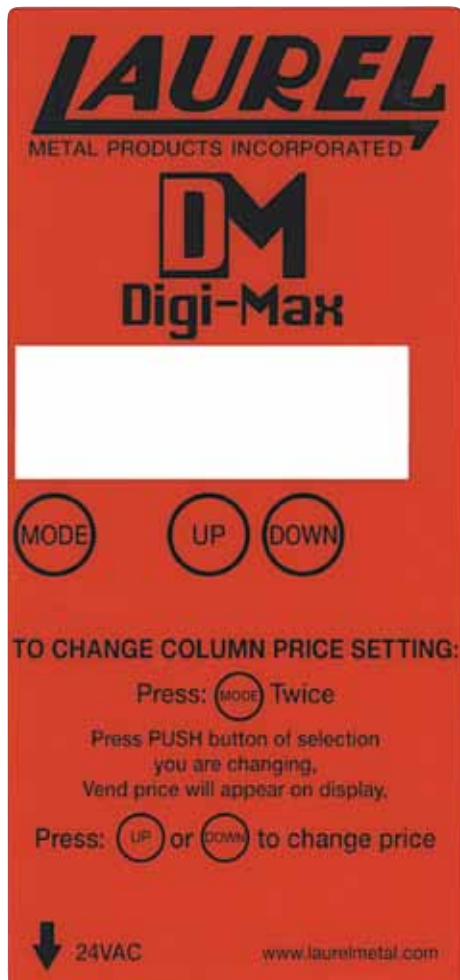 LAUREL
METAL PRODUCTS INCORPORATED
DM
Digi-Max
MODE UP DOWN
TO CHANGE COLUMN PRICE SETTING:
Press: MODE Twice
Press PUSH button of selection
you are changing,
Vend price will appear on display,
Press: UP or DOWN to change price
24VAC www.laurelmetal.com